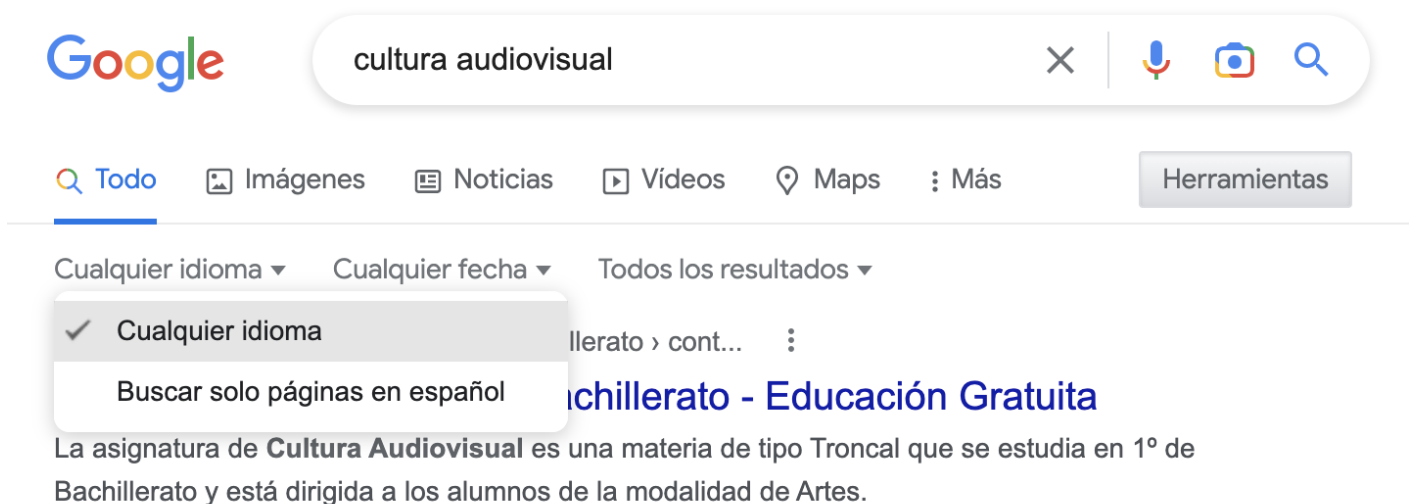 Google
cultura audiovisual
Todo Imágenes Noticias Vídeos Maps Más Herramientas
Cualquier idioma Cualquier fecha Todos los resultados
Cualquier idioma
llerato › cont...
Buscar solo páginas en español
achillerato - Educación Gratuita
La asignatura de Cultura Audiovisual es una materia de tipo Troncal que se estudia en 1º de
Bachillerato y está dirigida a los alumnos de la modalidad de Artes.